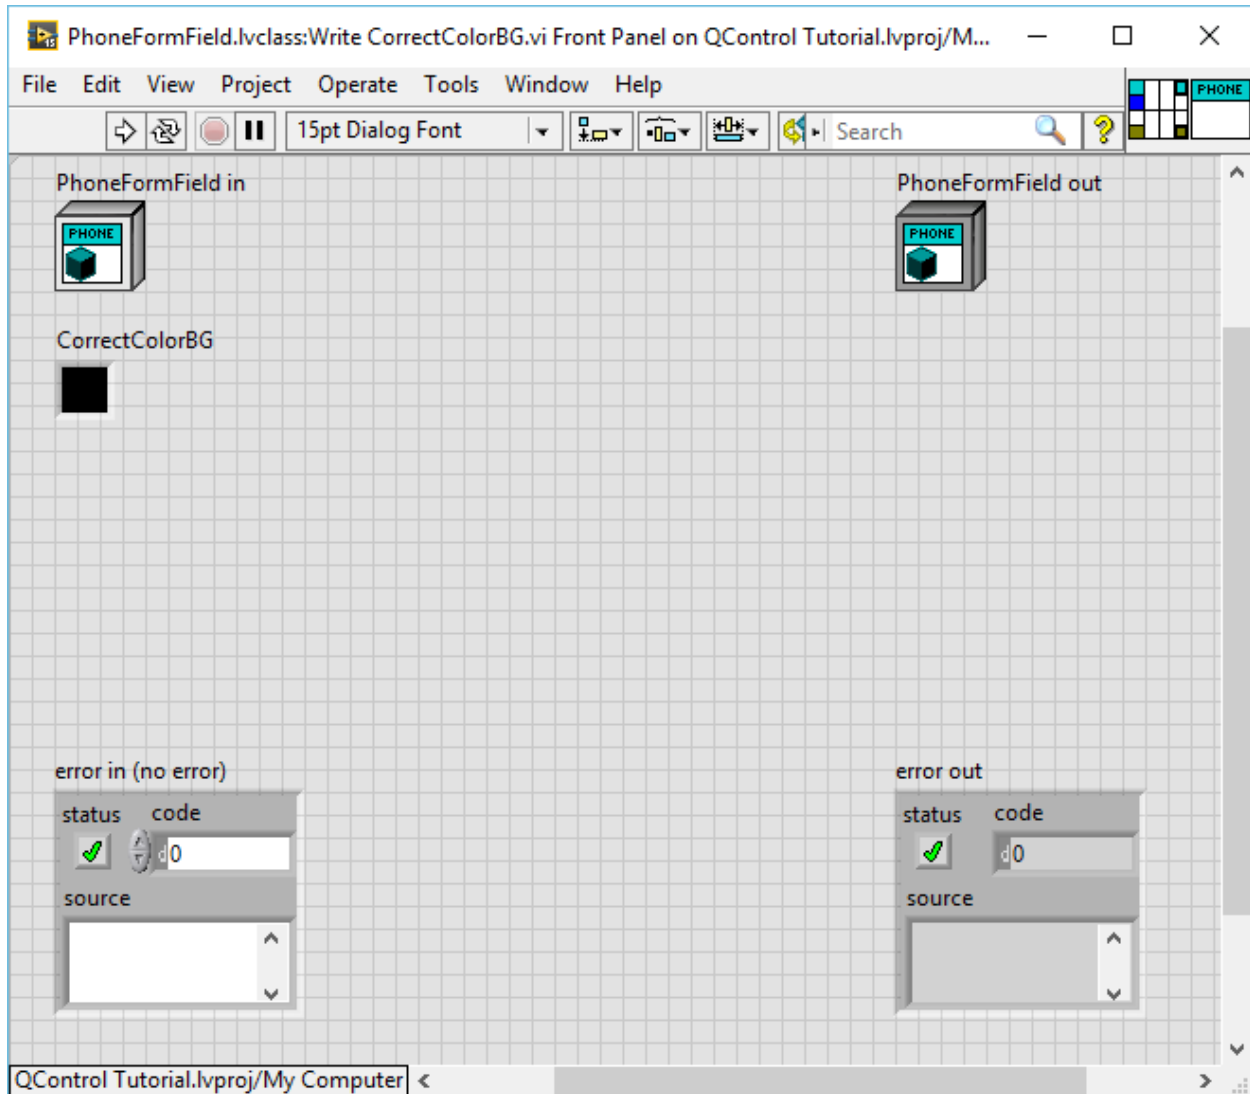 PhoneFormField.lvclass:Write CorrectColorBG.vi Front Panel on QControl Tutorial.lvproj/M...
File Edit View Project Operate Tools Window Help
PHONE
15pt Dialog Font
Search
?
PhoneFormField in
PhoneFormField out
PHONE
PHONE
CorrectColorBG
error in (no error)
error out
status code
status code
d0
d0
source
source
QControl Tutorial.lvproj/My Computer